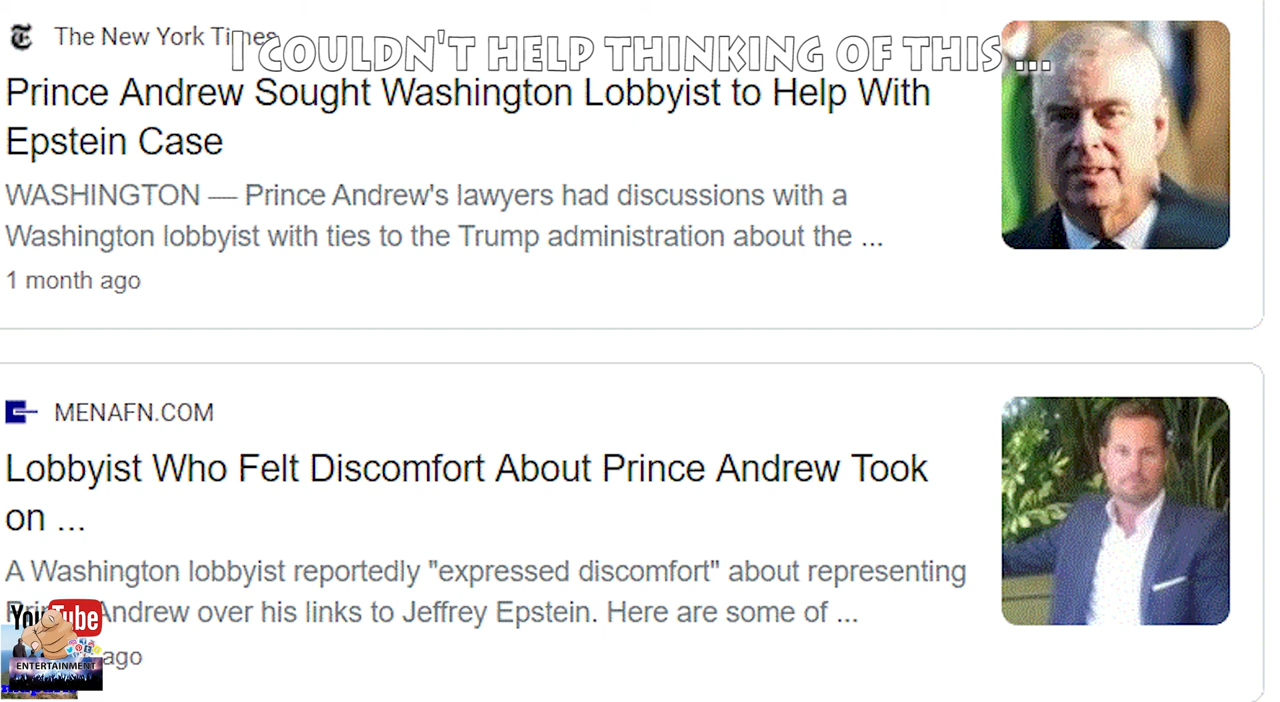 The New York Times
I COULDN'T HELP THINKING OF THIS ...
Prince Andrew Sought Washington Lobbyist to Help With
Epstein Case
WASHINGTON — Prince Andrew's lawyers had discussions with a
Washington lobbyist with ties to the Trump administration about the ...
1 month ago
MENAFN.COM
Lobbyist Who Felt Discomfort About Prince Andrew Took
on ...
A Washington lobbyist reportedly "expressed discomfort" about representing
Prince Andrew over his links to Jeffrey Epstein. Here are some of ...
YouTube
ENTERTAINMENT
ago